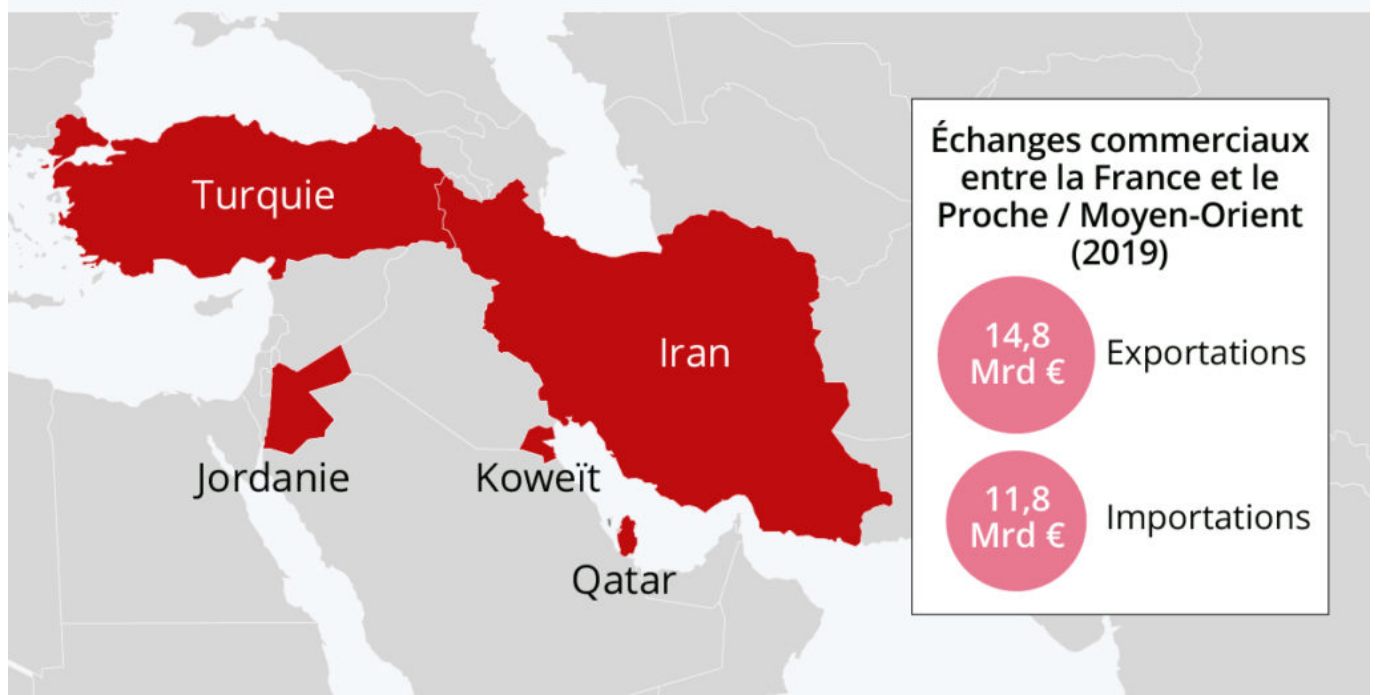 Turquie
Iran
Jordanie
Koweït
Qatar
Échanges commerciaux
entre la France et le
Proche / Moyen-Orient
(2019)
14,8
Mrd €
Exportations
11,8
Mrd €
Importations